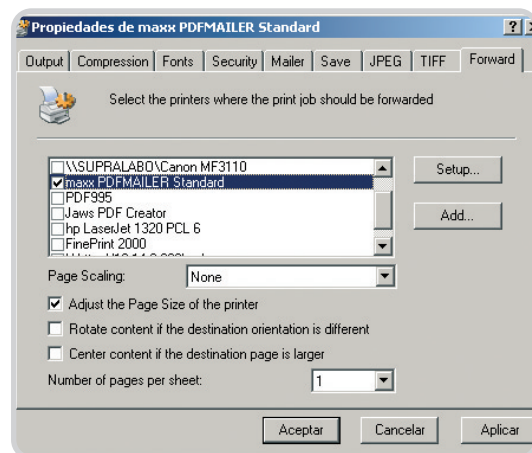 Propiedades de maxx PDFMAILER Standard
Output Compression Fonts Security Mailer Save JPEG TIFF Forward
Select the printers where the print job should be forwarded
\\SUPRALABO\Canon MF3110
maxx PDFMAILER Standard
Setup...
PDF995
Jaws PDF Creator
Add...
hp LaserJet 1320 PCL 6
FinePrint 2000
Page Scaling: None
Adjust the Page Size of the printer
Rotate content if the destination orientation is different
Center content if the destination page is larger
Number of pages per sheet: 1
Aceptar Cancelar Aplicar